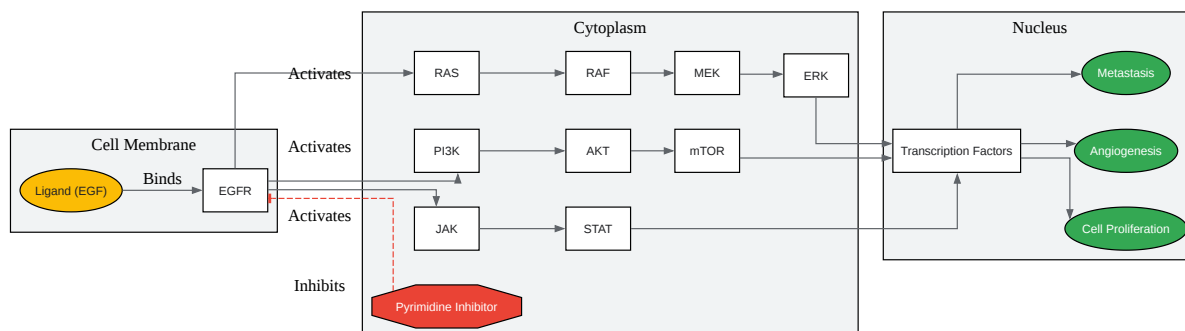 Cytoplasm
Nucleus
Activates
RAS
RAF
MEK
ERK
Metastasis
Cell Membrane
Activates
PI3K
AKT
mTOR
Transcription Factors
Angiogenesis
Ligand (EGF)
Binds
EGFR
Activates
JAK
STAT
Cell Proliferation
Inhibits
Pyrimidine Inhibitor